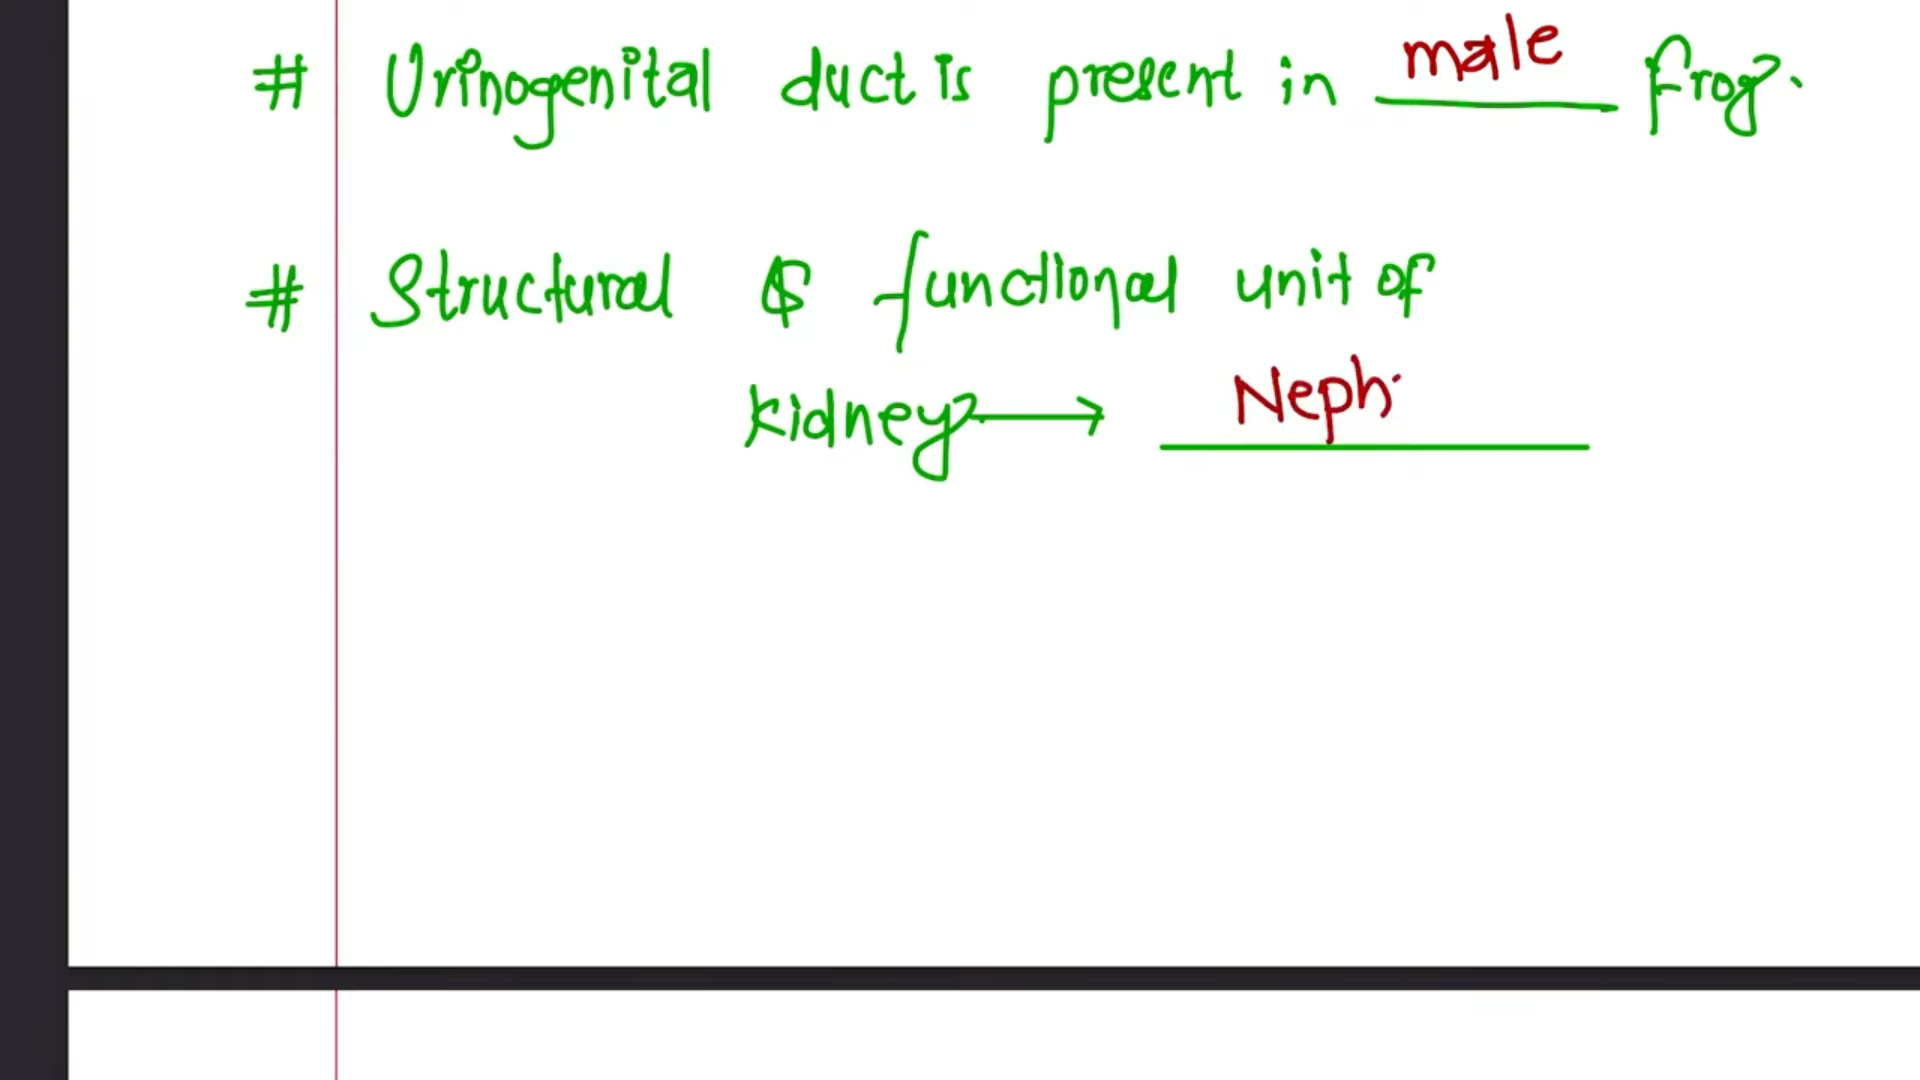 # Urinogenital duct is present in male frog.
# Structural & functional unit of
kidney → Neph